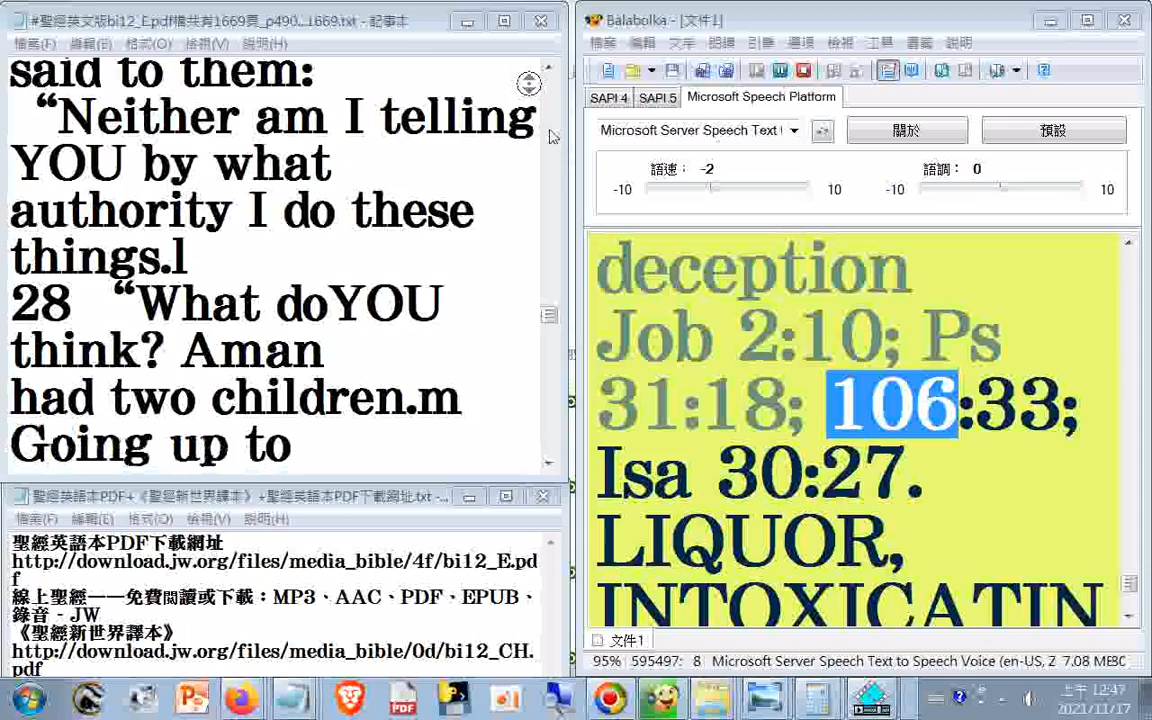 #聖經英文版bi12_E.pdf檔共有1669頁_p490...1669.txt - 記事本
檔案(F) 編輯(E) 格式(O) 檢視(V) 說明(H)
said to them:
“Neither am I telling
YOU by what
authority I do these
things.l
28 “What doYOU
think? Aman
had two children.m
Going up to
聖經英語本PDF+《聖經新世界譯本》+聖經英語本PDF下載網址.txt -...
檔案(F) 編輯(E) 格式(O) 檢視(V) 說明(H)
聖經英語本PDF下載網址
http://download.jw.org/files/media_bible/4f/bi12_E.pd
f
線上聖經——免費閱讀或下載：MP3、AAC、PDF、EPUB、
錄音 - JW
《聖經新世界譯本》
http://download.jw.org/files/media_bible/0d/bi12_CH.
pdf
Balabolka - [文件1]
檔案 編輯 文字 朗讀 引擎 選項 檢視 工具 書籤 說明
SAPI 4 SAPI 5 Microsoft Speech Platform
Microsoft Server Speech Text 關於 預設
語速： -2 語調： 0
-10 10 -10 10
deception
Job 2:10; Ps
31:18; 106:33;
Isa 30:27.
LIQUOR,
INTOXICATIN
文件1
95% 595497: 8 Microsoft Server Speech Text to Speech Voice (en-US, Z 7.08 MB
PDF
上午 12:47
2021/11/17